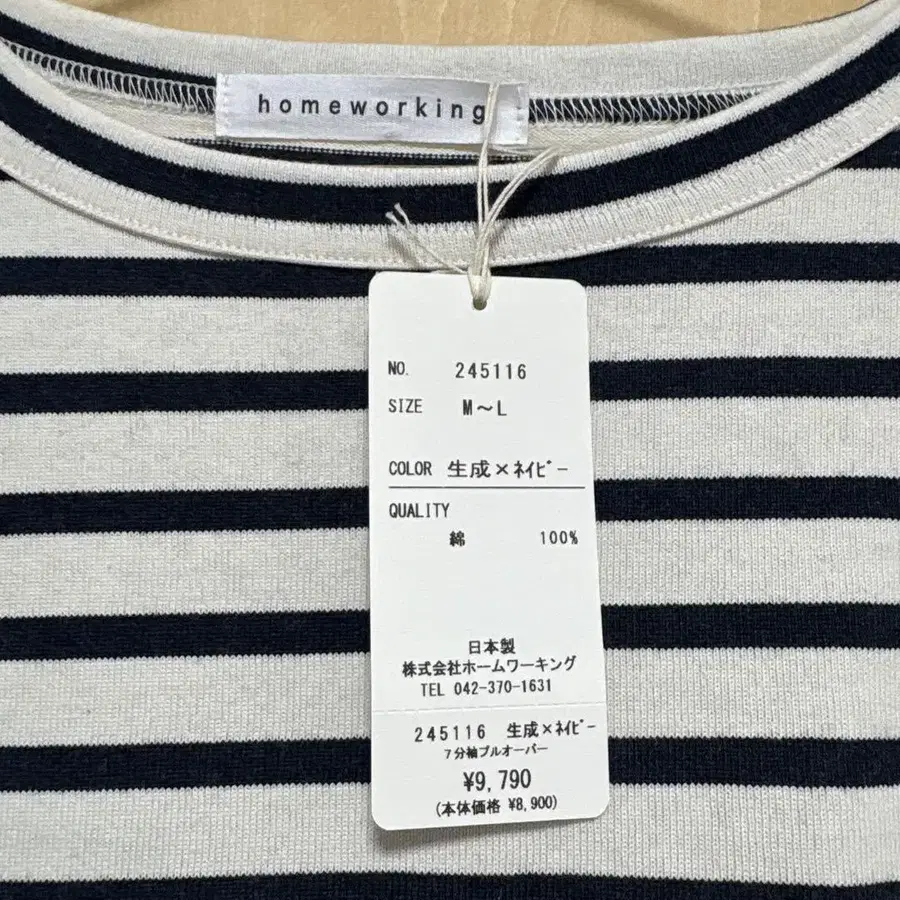 homeworking
NO. 245116
SIZE M～L
COLOR 生成×ﾈｲﾋﾞｰ
QUALITY
綿 100%
日本製
株式会社ホームワーキング
TEL 042-370-1631
245116 生成×ﾈｲﾋﾞｰ
7分袖プルオーバー
¥9,790
(本体価格 ¥8,900)